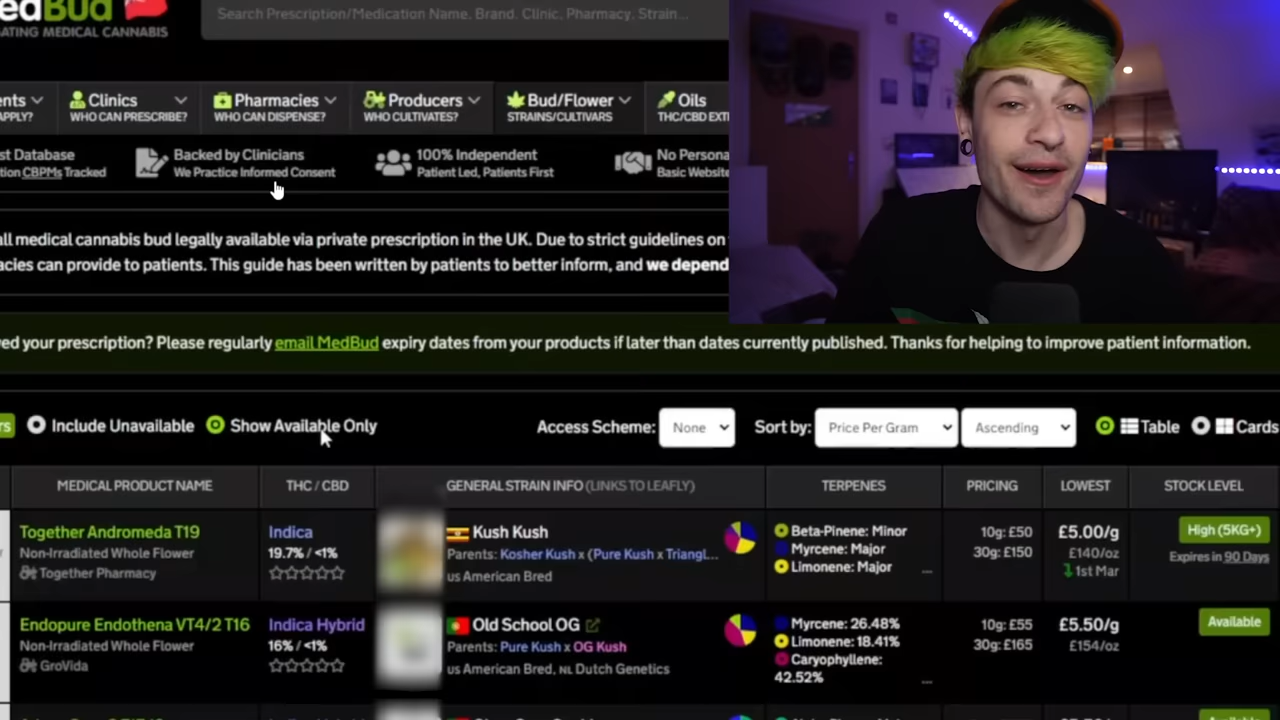 edBud
ATING MEDICAL CANNABIS
Search Prescription/Medication Name, Brand, Clinic, Pharmacy, Strain...
ents
APPLY?
Clinics
WHO CAN PRESCRIBE?
Pharmacies
WHO CAN DISPENSE?
Producers
WHO CULTIVATES?
Bud/Flower
STRAINS/CULTIVARS
Oils
THC/CBD EXT
st Database
tion CBPMs Tracked
Backed by Clinicians
We Practice Informed Consent
100% Independent
Patient Led, Patients First
No Persona
Basic Website
all medical cannabis bud legally available via private prescription in the UK. Due to strict guidelines on
acies can provide to patients. This guide has been written by patients to better inform, and we depend
ved your prescription? Please regularly email MedBud expiry dates from your products if later than dates currently published. Thanks for helping to improve patient information.
rs Include Unavailable Show Available Only Access Scheme: None Sort by: Price Per Gram Ascending Table Cards
MEDICAL PRODUCT NAME THC / CBD GENERAL STRAIN INFO (LINKS TO LEAFLY) TERPENES PRICING LOWEST STOCK LEVEL
Together Andromeda T19
Non-Irradiated Whole Flower
Together Pharmacy
Indica
19.7% / <1%
Kush Kush
Parents: Kosher Kush x (Pure Kush x Triangl...
us American Bred
Beta-Pinene: Minor
Myrcene: Major
Limonene: Major
...
10g: £50
30g: £150
£5.00/g
£140/oz
1st Mar
High (5KG+)
Expires in 90 Days
Endopure Endothena VT4/2 T16
Non-Irradiated Whole Flower
GroVida
Indica Hybrid
16% / <1%
Old School OG
Parents: Pure Kush x OG Kush
us American Bred, NL Dutch Genetics
Myrcene: 26.48%
Limonene: 18.41%
Caryophyllene:
42.52%
...
10g: £55
30g: £165
£5.50/g
£154/oz
Available